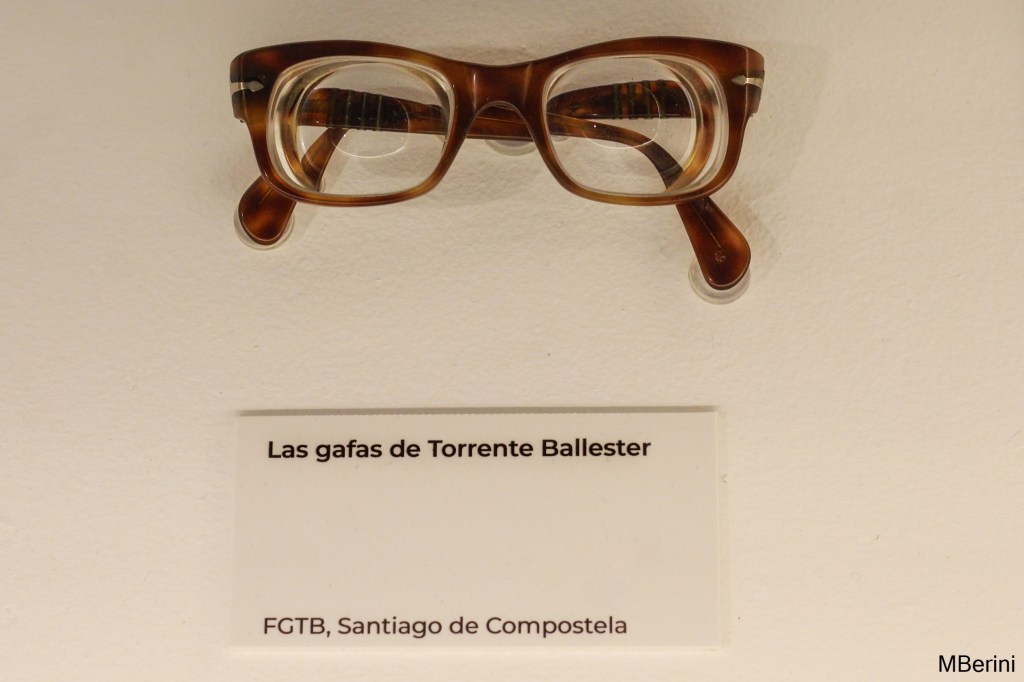 Las gafas de Torrente Ballester
FGTB, Santiago de Compostela
MBerini